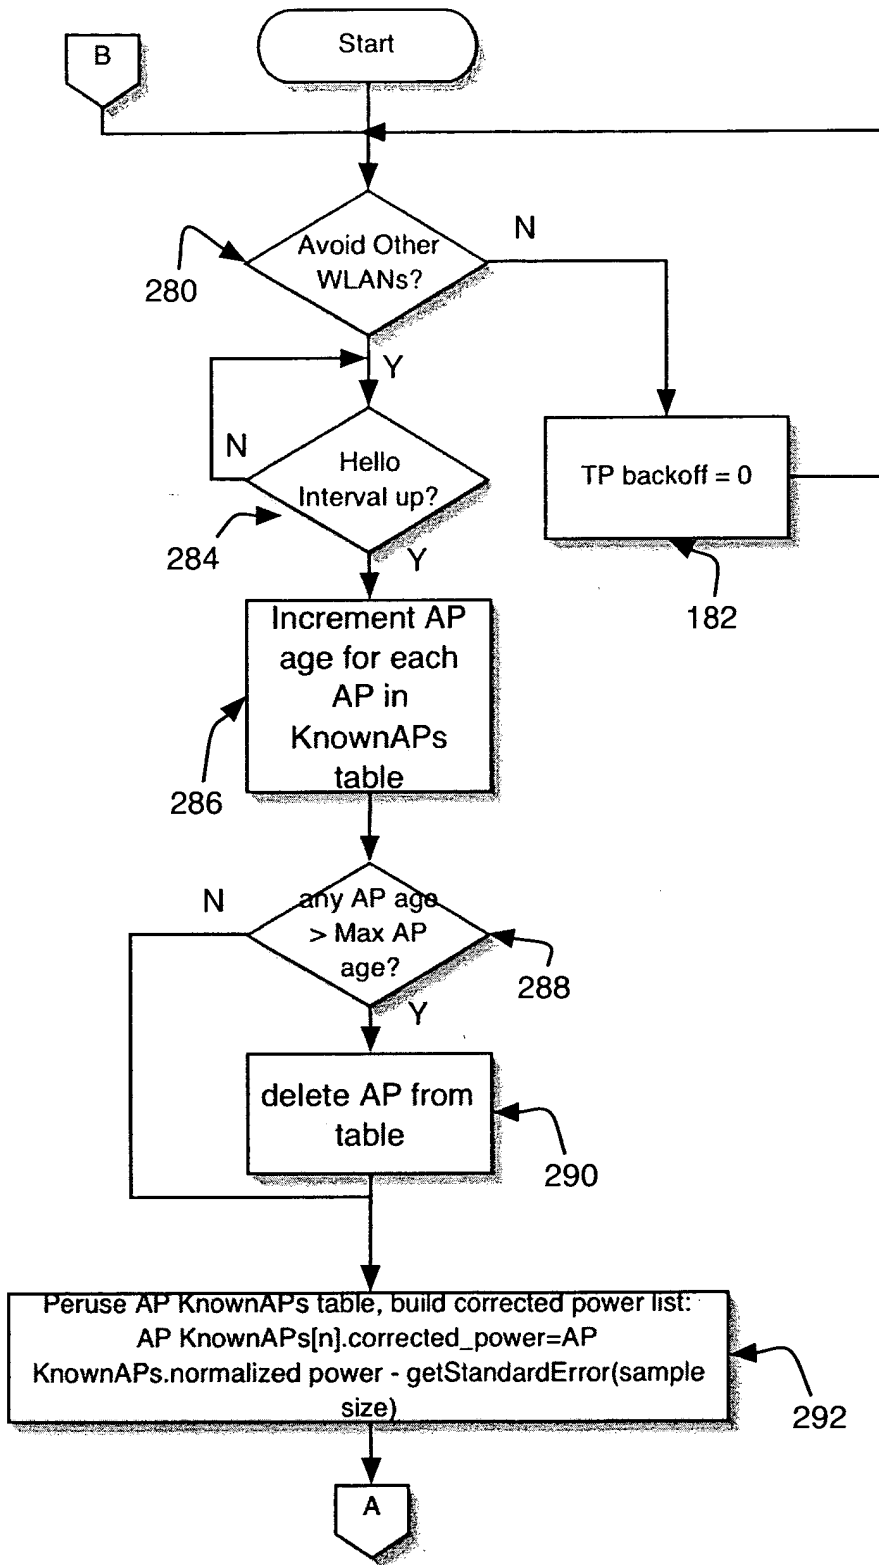 B
Start
N
Avoid Other
WLANs?
280
Y
N
Hello
Interval up?
TP backoff = 0
284
Y
182
Increment AP
age for each
AP in
KnownAPs
table
286
N
any AP age
> Max AP
age?
288
Y
delete AP from
table
290
Peruse AP KnownAPs table, build corrected power list:
AP KnownAPs[n].corrected_power=AP
KnownAPs.normalized power - getStandardError(sample
size)
292
A